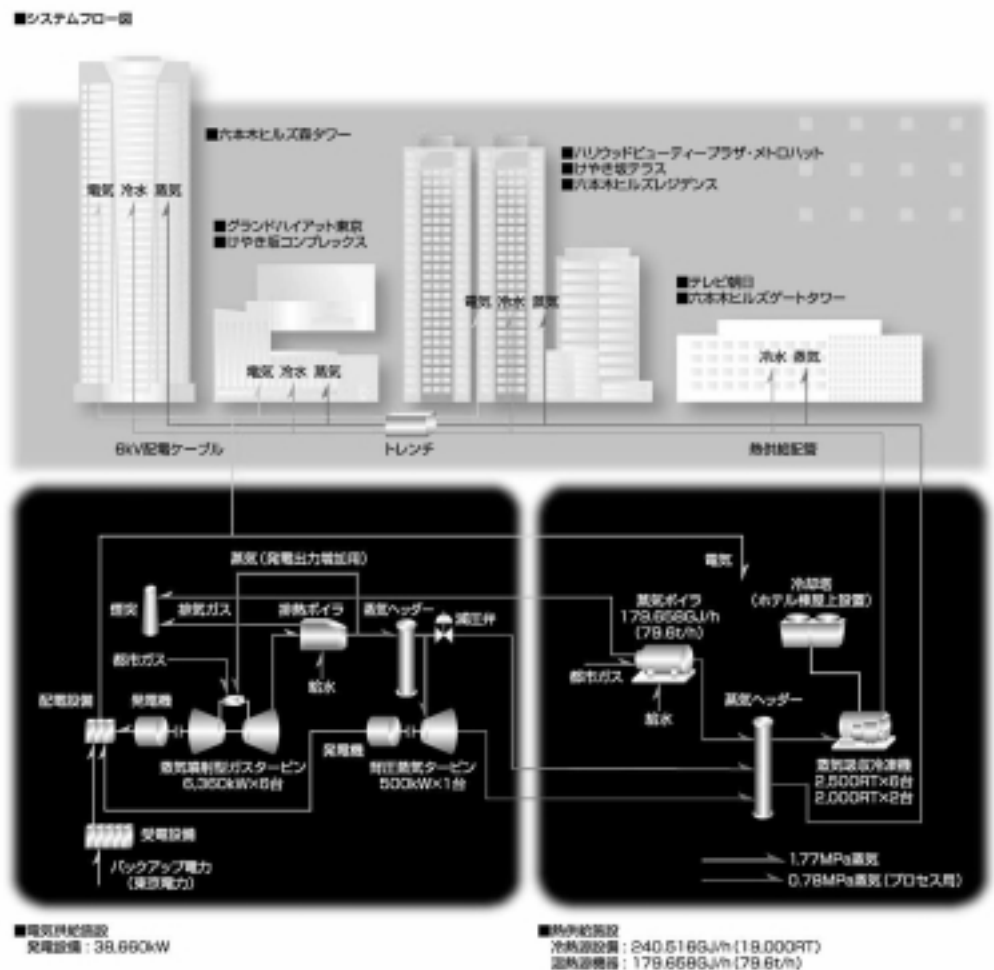 ■システムフロー図
■六本木ヒルズ森タワー
■ハリウッドビューティープラザ・メトロハット
■けやき坂テラス
■六本木ヒルズレジデンス
電気 冷水 蒸気
■グランドハイアット東京
■けやき坂コンプレックス
■テレビ朝日
■六本木ヒルズゲートタワー
電気 冷水 蒸気
冷水 蒸気
電気 冷水 蒸気
6kV配電ケーブル
トレンチ
熱供給配管
蒸気(発電出力増加用)
電気
煙突
排気ガス
排熱ボイラ
蒸気ヘッダー
減圧弁
蒸気ボイラ
179.658GJ/h
(79.6t/h)
冷却塔
(ホテル棟屋上設置)
都市ガス
給水
都市ガス
給水
配電設備
発電機
蒸気ヘッダー
発電機
蒸気噴射型ガスタービン
6,360kW×6台
背圧蒸気タービン
500kW×1台
蒸気吸収冷凍機
2,500RT×6台
2,000RT×2台
受電設備
バックアップ電力
(東京電力)
1.77MPa蒸気
0.78MPa蒸気(プロセス用)
■電気供給施設
発電設備:38,660kW
■熱供給施設
冷熱源設備:240.516GJ/h(19,000RT)
温熱源機器:179.658GJ/h(79.6t/h)